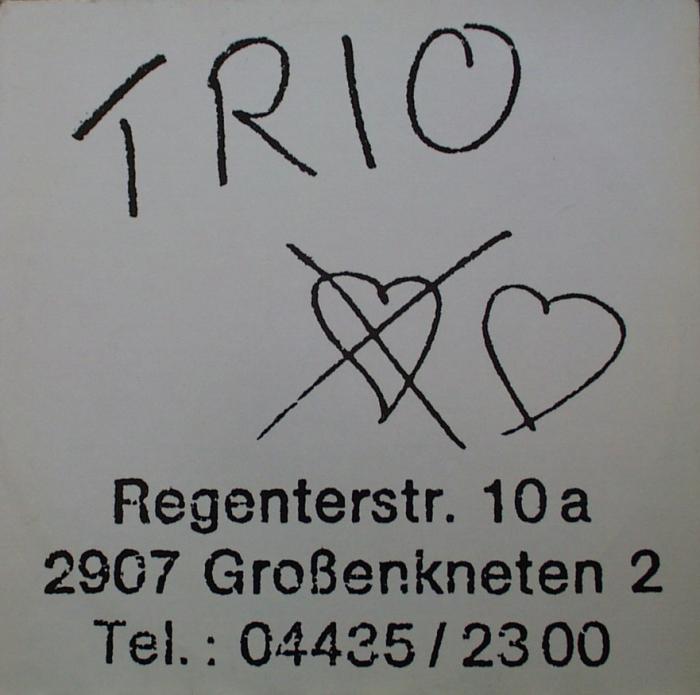 TRIO
Regenterstr. 10a
2907 Großenkneten 2
Tel.: 04435/2300